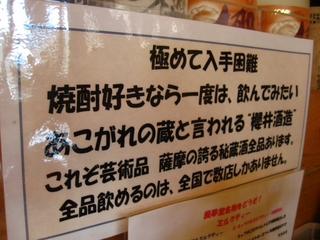 極めて入手困難
焼酎好きなら一度は、飲んでみたい
あこがれの蔵と言われる“櫻井酒造”
これぞ芸術品 薩摩の誇る秘蔵酒全品あります。
全品飲めるのは、全国で数店しかありません。